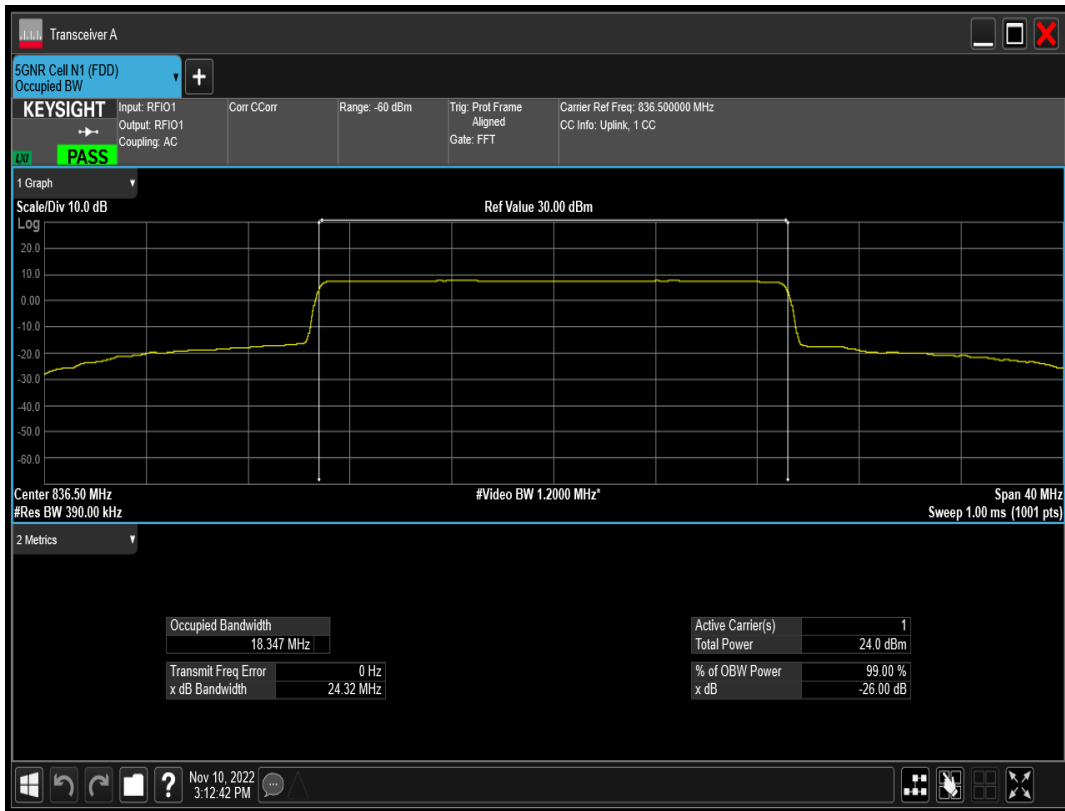 Transceiver A
5GNR Cell N1 (FDD)
Occupied BW
+
KEYSIGHT
LXI
PASS
Input: RFIO1
Output: RFIO1
Coupling: AC
Corr CCorr
Range: -60 dBm
Trig: Prot Frame
Aligned
Gate: FFT
Carrier Ref Freq: 836.500000 MHz
CC Info: Uplink, 1 CC
1 Graph
Scale/Div 10.0 dB
Ref Value 30.00 dBm
Log
20.0
10.0
0.00
-10.0
-20.0
-30.0
-40.0
-50.0
-60.0
Center 836.50 MHz
#Video BW 1.2000 MHz*
Span 40 MHz
#Res BW 390.00 kHz
Sweep 1.00 ms (1001 pts)
2 Metrics
Occupied Bandwidth
18.347 MHz
Transmit Freq Error 0 Hz
x dB Bandwidth 24.32 MHz
Active Carrier(s) 1
Total Power 24.0 dBm
% of OBW Power 99.00 %
x dB -26.00 dB
?
Nov 10, 2022
3:12:42 PM